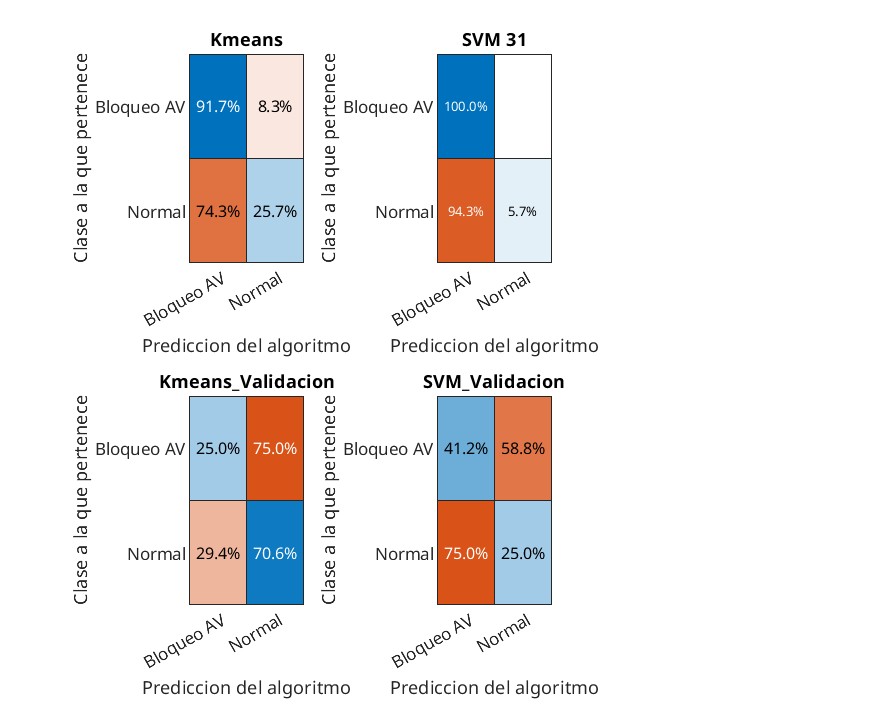 Kmeans
Clase a la que pertenece
Bloqueo AV
91.7%
8.3%
Normal
74.3%
25.7%
Bloqueo AV
Normal
Prediccion del algoritmo
SVM 31
Clase a la que pertenece
Bloqueo AV
100.0%
Normal
94.3%
5.7%
Bloqueo AV
Normal
Prediccion del algoritmo
Kmeans_Validacion
Clase a la que pertenece
Bloqueo AV
25.0%
75.0%
Normal
29.4%
70.6%
Bloqueo AV
Normal
Prediccion del algoritmo
SVM_Validacion
Clase a la que pertenece
Bloqueo AV
41.2%
58.8%
Normal
75.0%
25.0%
Bloqueo AV
Normal
Prediccion del algoritmo